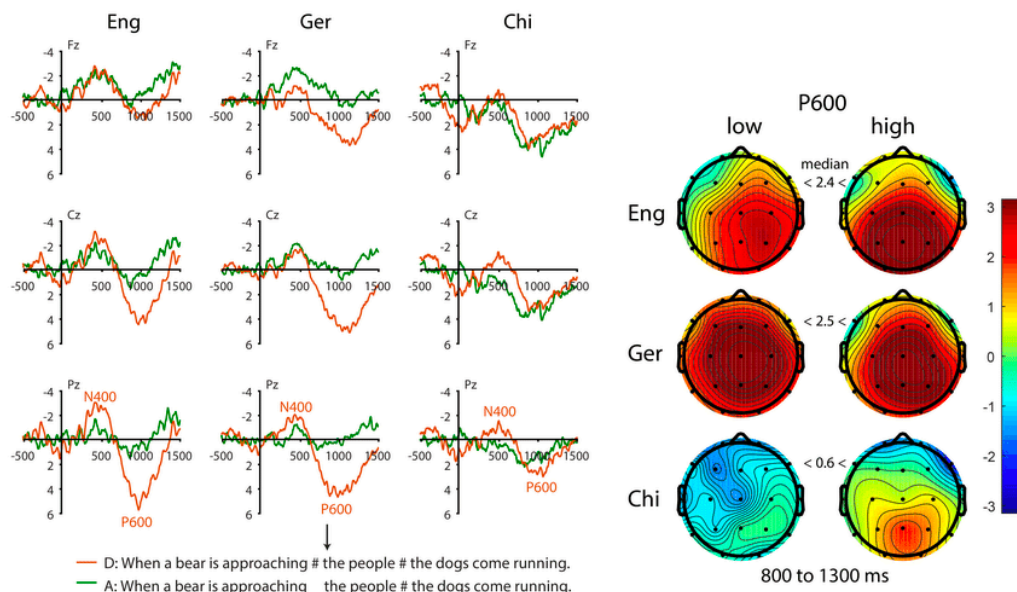 Eng Ger Chi
Fz Fz Fz
-4 -4 -4
-2 -2 -2
-500 500 1000 1500 -500 500 1000 1500 -500 500 1000 1500
2 2 2
4 4 4
6 6 6
Cz Cz Cz
-4 -4 -4
-2 -2 -2
-500 500 1000 1500 -500 500 1000 1500 -500 500 1000 1500
2 2 2
4 4 4
6 6 6
Pz Pz Pz
N400 N400 N400
-4 -4 -4
-2 -2 -2
-500 500 1000 1500 -500 500 1000 1500 -500 500 1000 1500
2 2 2
4 4 4
6 6 6
P600 P600 P600
D: When a bear is approaching # the people # the dogs come running.
A: When a bear is approaching the people # the dogs come running.
P600
low high
median
Eng < 2.4 <
Ger < 2.5 <
Chi < 0.6 <
800 to 1300 ms
3
2
1
0
-1
-2
-3